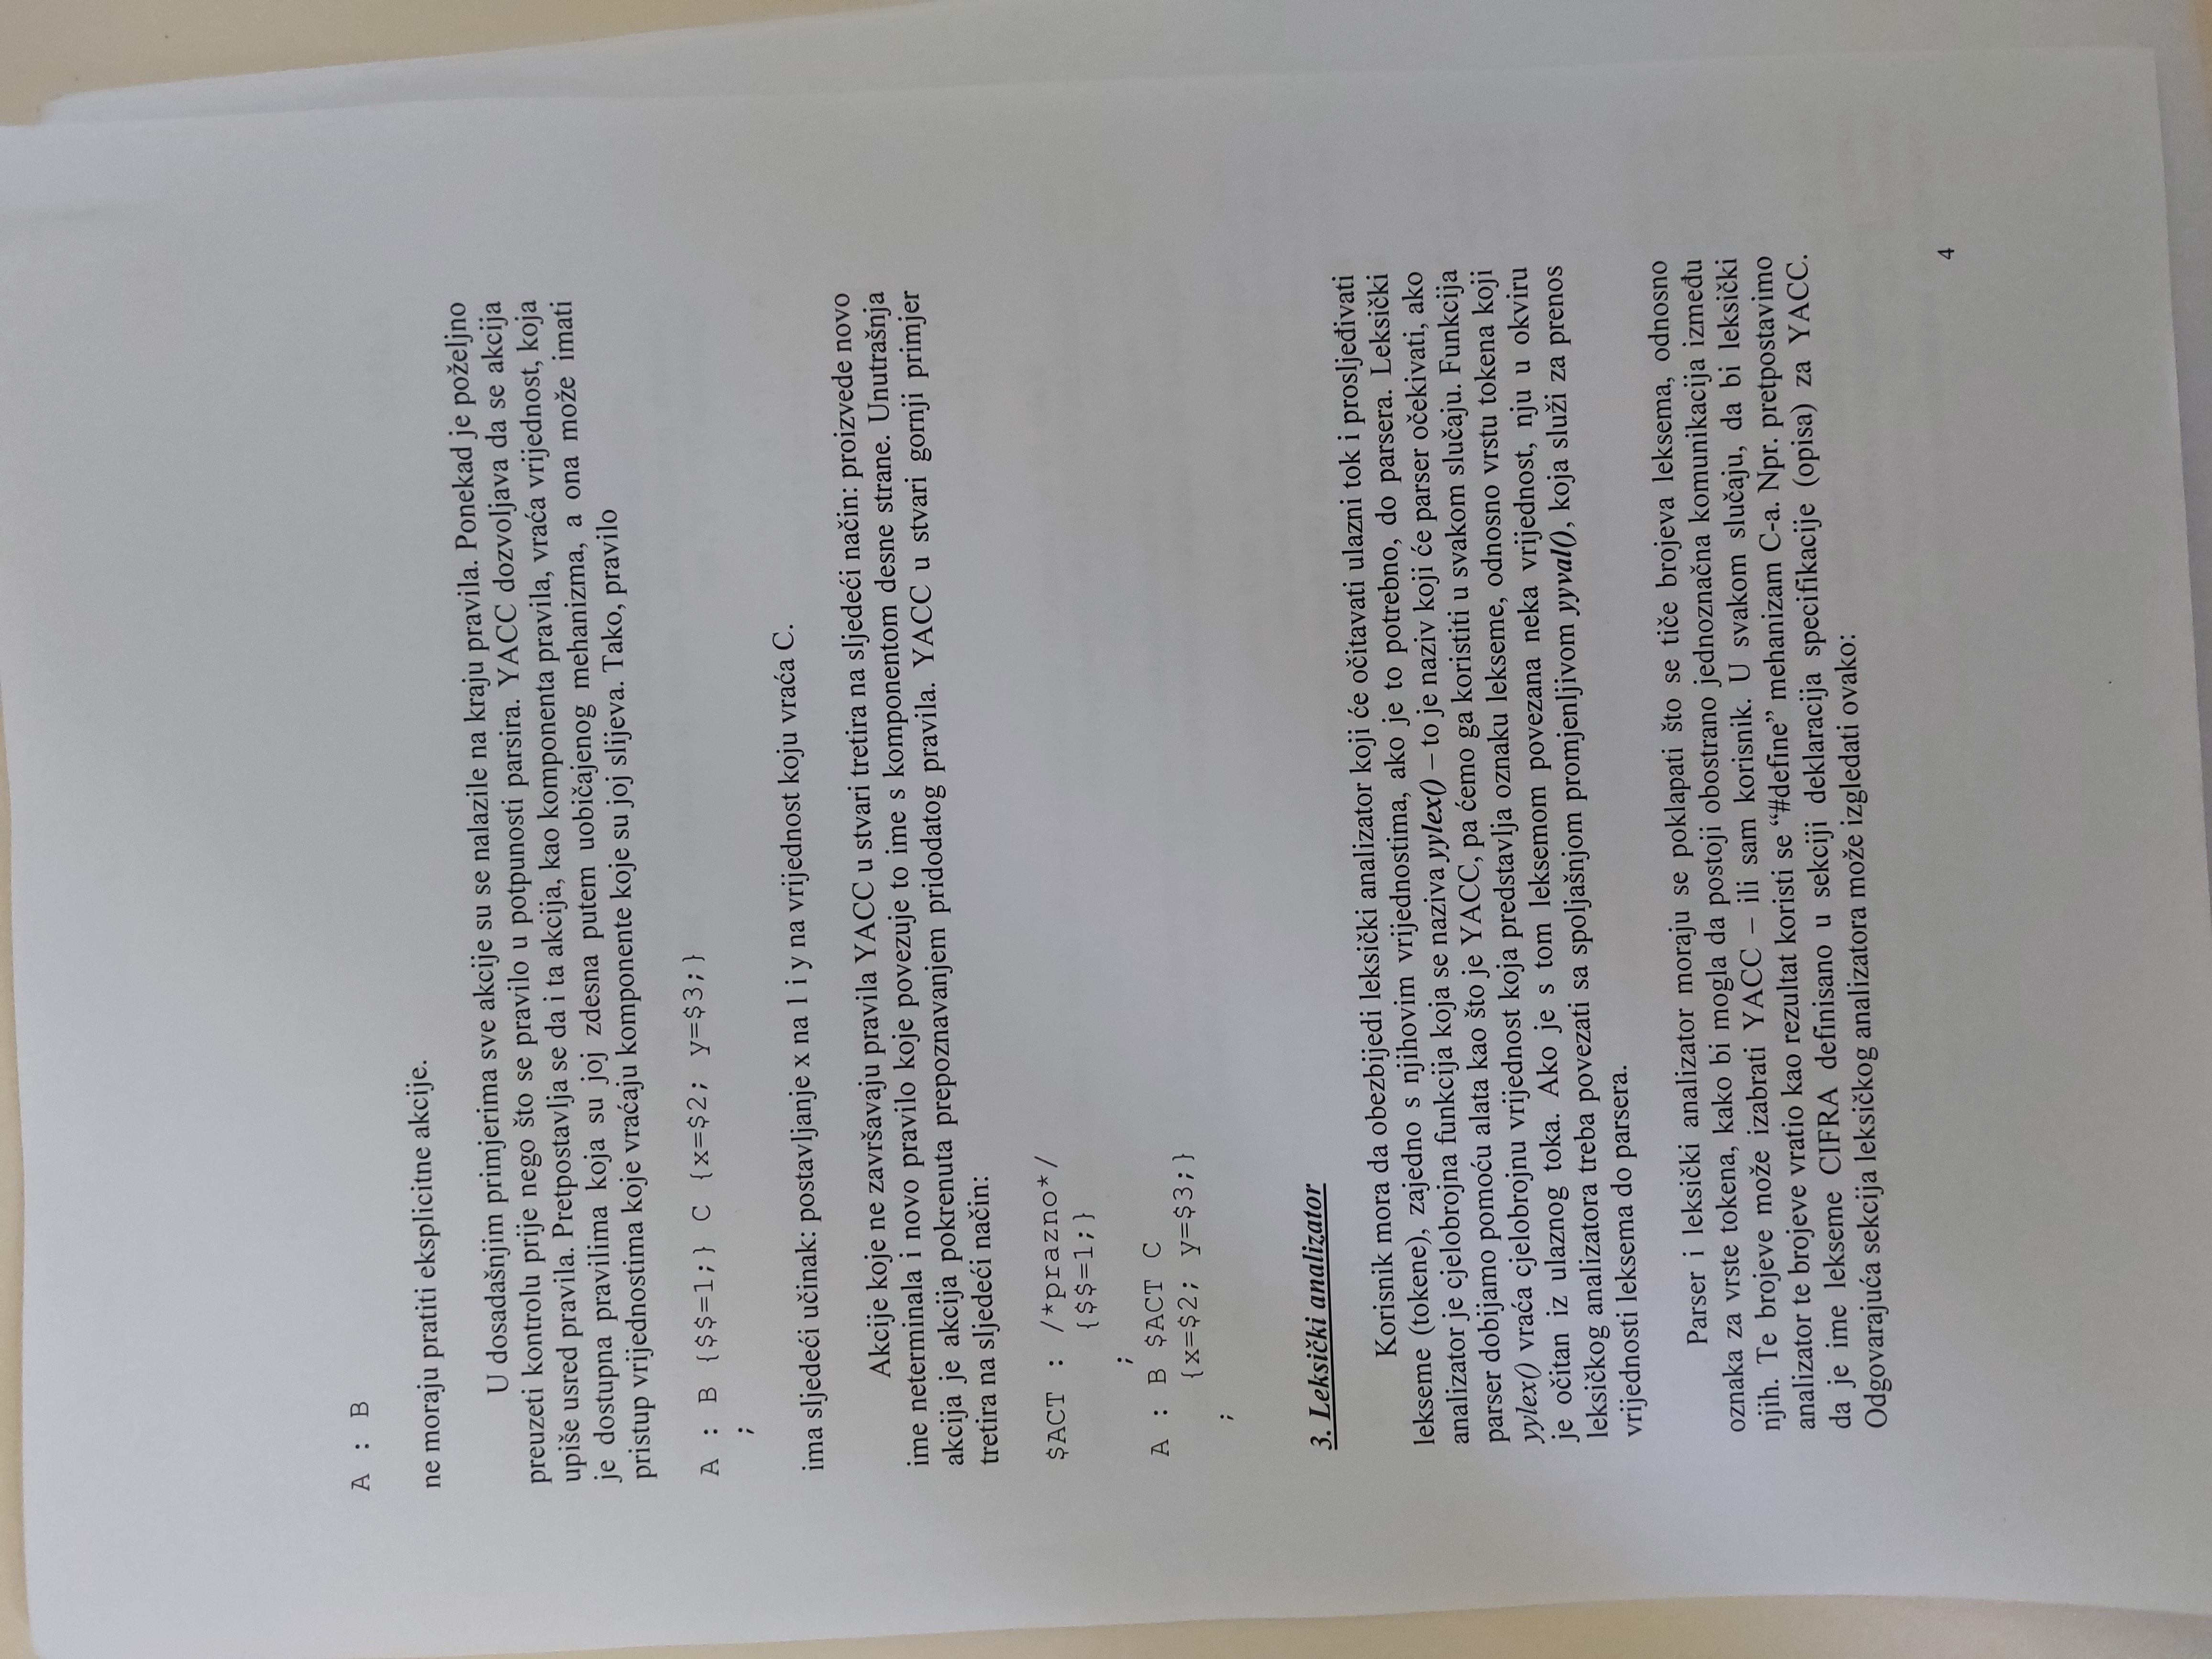 A : B
ne moraju pratiti eksplicitne akcije.
U dosadašnjim primjerima sve akcije su se nalazile na kraju pravila. Ponekad je poželjno
preuzeti kontrolu prije nego što se pravilo u potpunosti parsira. YACC dozvoljava da se akcija
upiše usred pravila. Pretpostavlja se da i ta akcija, kao komponenta pravila, vraća vrijednost, koja
je dostupna pravilima koja su joj zdesna putem uobičajenog mehanizma, a ona može imati
pristup vrijednostima koje vraćaju komponente koje su joj slijeva. Tako, pravilo
A : B {$$=1;} C {x=$2; y=$3;}
;
ima sljedeći učinak: postavljanje x na 1 i y na vrijednost koju vraća C.
Akcije koje ne završavaju pravila YACC u stvari tretira na sljedeći način: proizvede novo
ime neterminala i novo pravilo koje povezuje to ime s komponentom desne strane. Unutrašnja
akcija je akcija pokrenuta prepoznavanjem pridodatog pravila. YACC u stvari gornji primjer
tretira na sljedeći način:
$ACT : /*prazno*/
{$$=1;}
;
A : B $ACT C
{x=$2; y=$3;}
;
3. Leksički analizator
Korisnik mora da obezbijedi leksički analizator koji će očitavati ulazni tok i prosljeđivati
lekseme (tokene), zajedno s njihovim vrijednostima, ako je to potrebno, do parsera. Leksički
analizator je cjelobrojna funkcija koja se naziva yylex() – to je naziv koji će parser očekivati, ako
parser dobijamo pomoću alata kao što je YACC, pa ćemo ga koristiti u svakom slučaju. Funkcija
yylex() vraća cjelobrojnu vrijednost koja predstavlja oznaku lekseme, odnosno vrstu tokena koji
je očitan iz ulaznog toka. Ako je s tom leksemom povezana neka vrijednost, nju u okviru
leksičkog analizatora treba povezati sa spoljašnjom promjenljivom yyval(), koja služi za prenos
vrijednosti leksema do parsera.
Parser i leksički analizator moraju se poklapati što se tiče brojeva leksema, odnosno
oznaka za vrste tokena, kako bi mogla da postoji obostrano jednoznačna komunikacija između
njih. Te brojeve može izabrati YACC – ili sam korisnik. U svakom slučaju, da bi leksički
analizator te brojeve vratio kao rezultat koristi se “#define” mehanizam C-a. Npr. pretpostavimo
da je ime lekseme CIFRA definisano u sekciji deklaracija specifikacije (opisa) za YACC.
Odgovarajuća sekcija leksičkog analizatora može izgledati ovako:
4